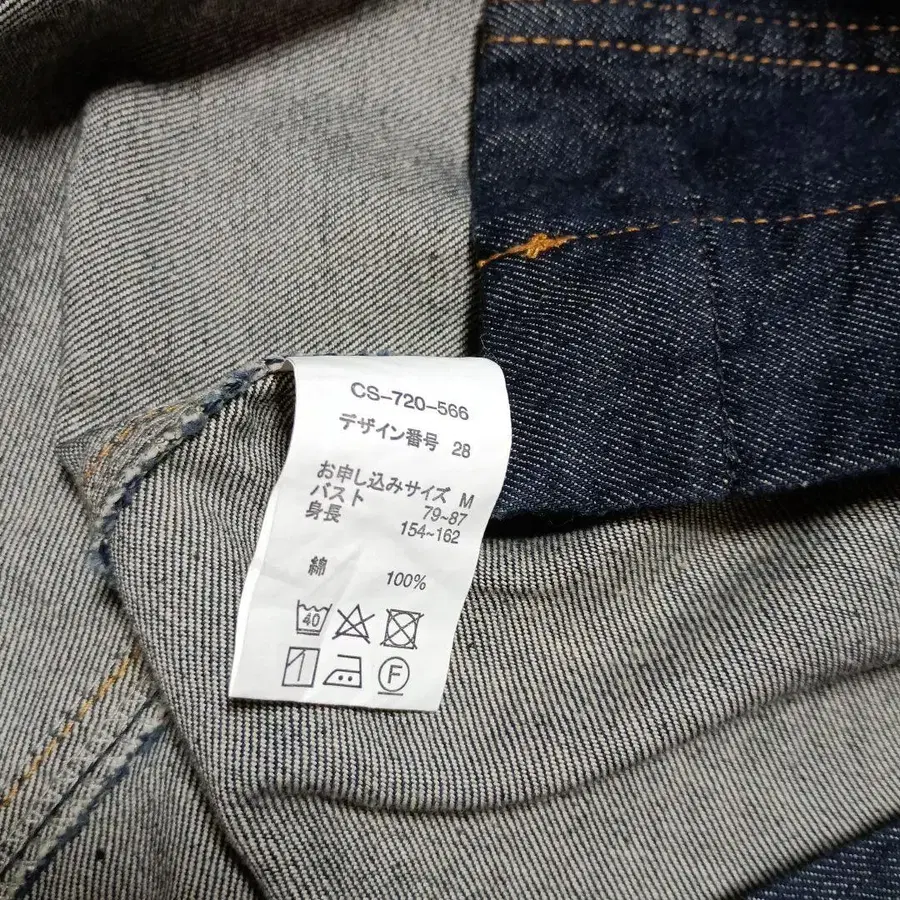 CS-720-566
デザイン番号 28
お申し込みサイズ M
バスト 79~87
身長 154~162
綿 100%
40
F